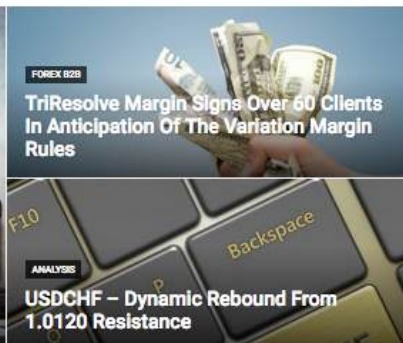 FOREX B2B
TriResolve Margin Signs Over 60 Clients
In Anticipation Of The Variation Margin
Rules
F10
Backspace
P
ANALYSIS
USDCHF – Dynamic Rebound From
1.0120 Resistance